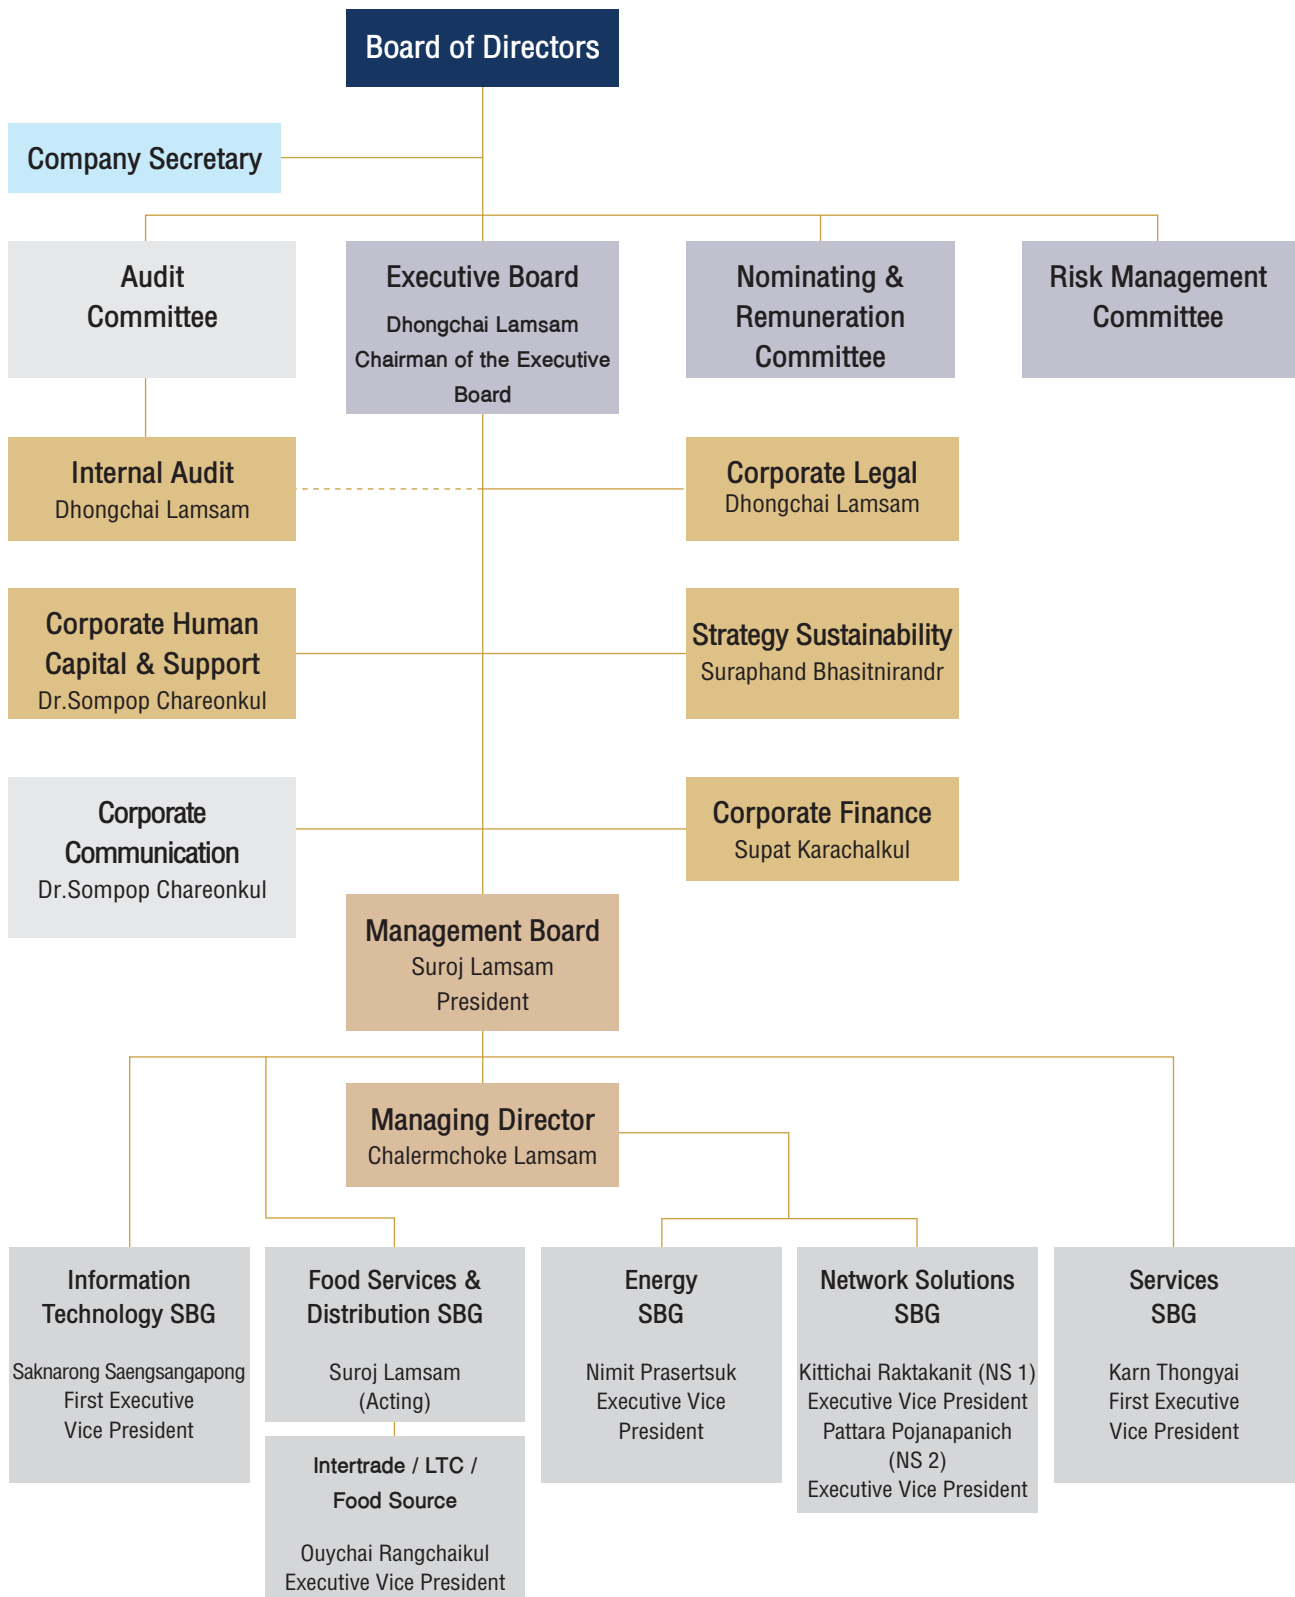 Board of Directors
Company Secretary
Audit
Committee
Executive Board
Dhongchai Lamsam
Chairman of the Executive
Board
Nominating &
Remuneration
Committee
Risk Management
Committee
Internal Audit
Dhongchai Lamsam
Corporate Legal
Dhongchai Lamsam
Corporate Human
Capital & Support
Dr.Sompop Chareonkul
Strategy Sustainability
Suraphand Bhasitnirandr
Corporate
Communication
Dr.Sompop Chareonkul
Corporate Finance
Supat Karachalkul
Management Board
Suroj Lamsam
President
Managing Director
Chalermchoke Lamsam
Information
Technology SBG
Saknarong Saengsangapong
First Executive
Vice President
Food Services &
Distribution SBG
Suroj Lamsam
(Acting)
Intertrade / LTC /
Food Source
Ouychai Rangchaikul
Executive Vice President
Energy
SBG
Nimit Prasertsuk
Executive Vice
President
Network Solutions
SBG
Kittichai Raktakanit (NS 1)
Executive Vice President
Pattara Pojanapanich
(NS 2)
Executive Vice President
Services
SBG
Karn Thongyai
First Executive
Vice President